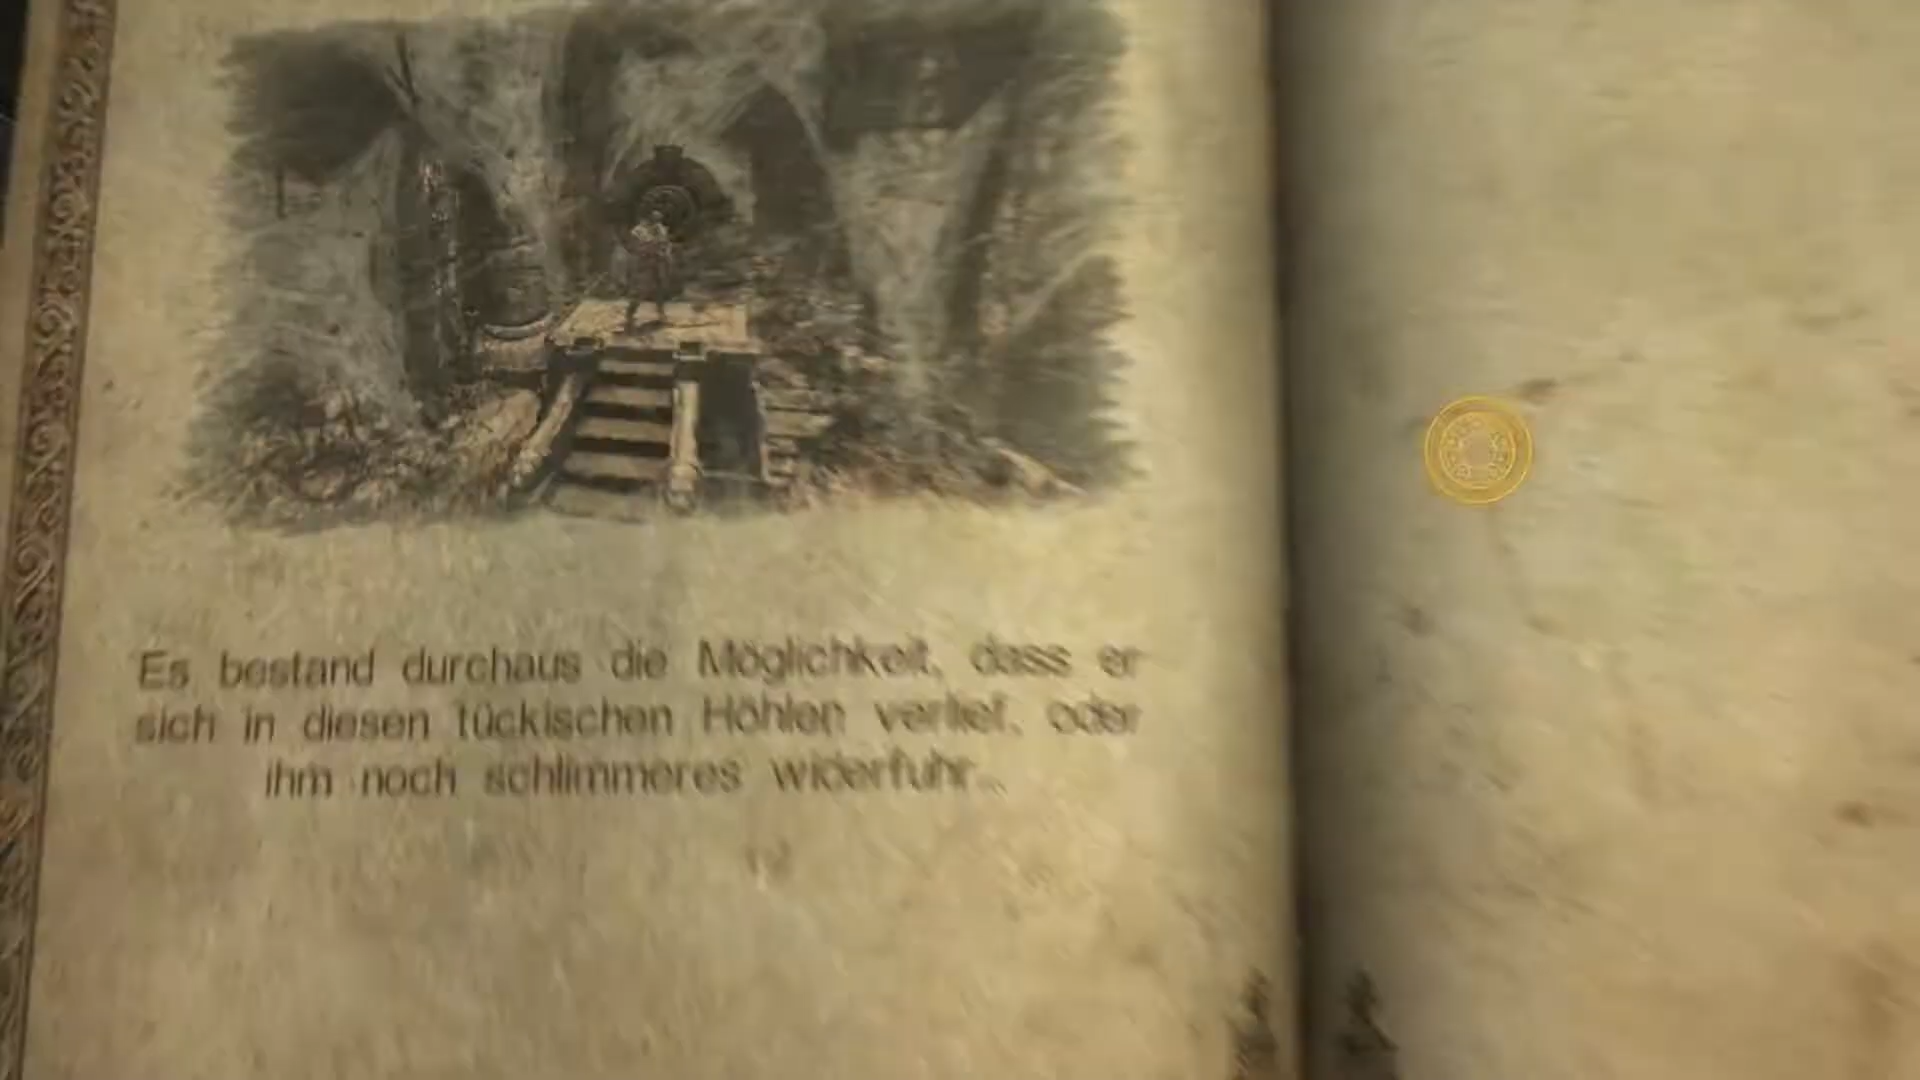 Es bestand durchaus die Möglichkeit, dass er
sich in diesen tückischen Höhlen verlief, oder
ihm noch schlimmeres widerfuhr...